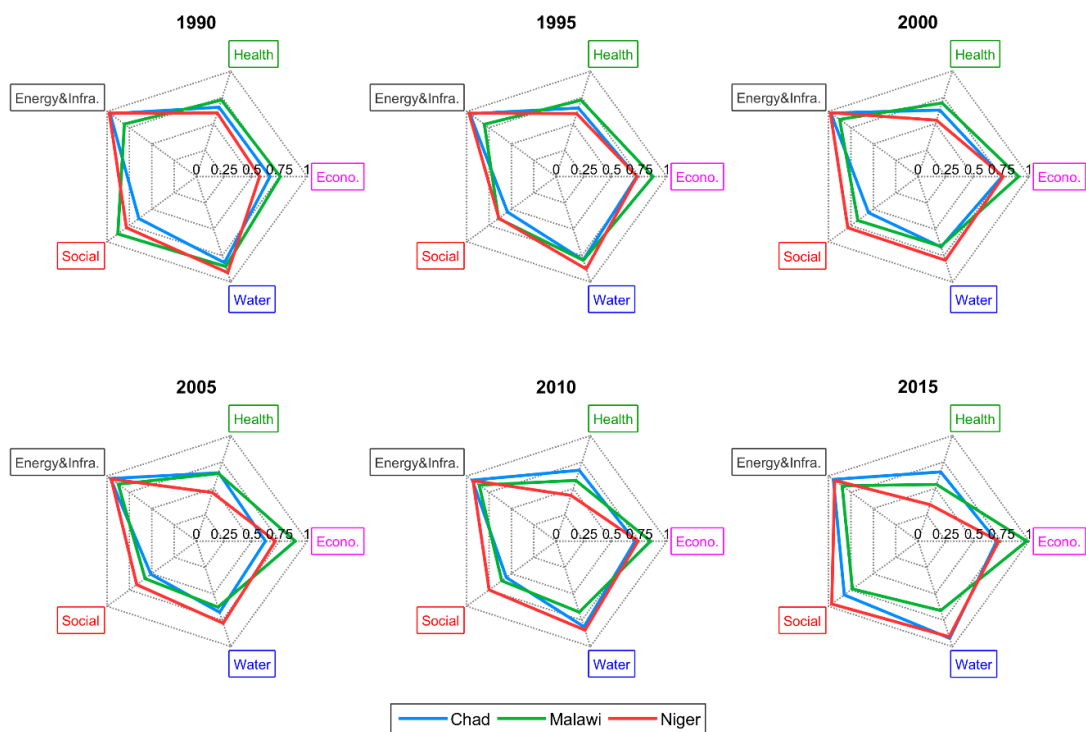 1990
Health
Energy&Infra.
0 0.25 0.5 0.75 1
Econo.
Social
Water
1995
Health
Energy&Infra.
0 0.25 0.5 0.75 1
Econo.
Social
Water
2000
Health
Energy&Infra.
0 0.25 0.5 0.75 1
Econo.
Social
Water
2005
Health
Energy&Infra.
0 0.25 0.5 0.75 1
Econo.
Social
Water
2010
Health
Energy&Infra.
0 0.25 0.5 0.75 1
Econo.
Social
Water
2015
Health
Energy&Infra.
0 0.25 0.5 0.75 1
Econo.
Social
Water
Chad Malawi Niger